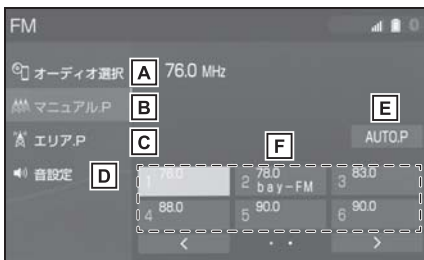 FM
0
オーディオ選択 A 76.0 MHz
マニュアル.P B
E
エリア.P C
AUTO.P
F
音設定 D
1 76.0
2 78.0 bay-FM
3 83.0
4 88.0
5 90.0
6 90.0
< >